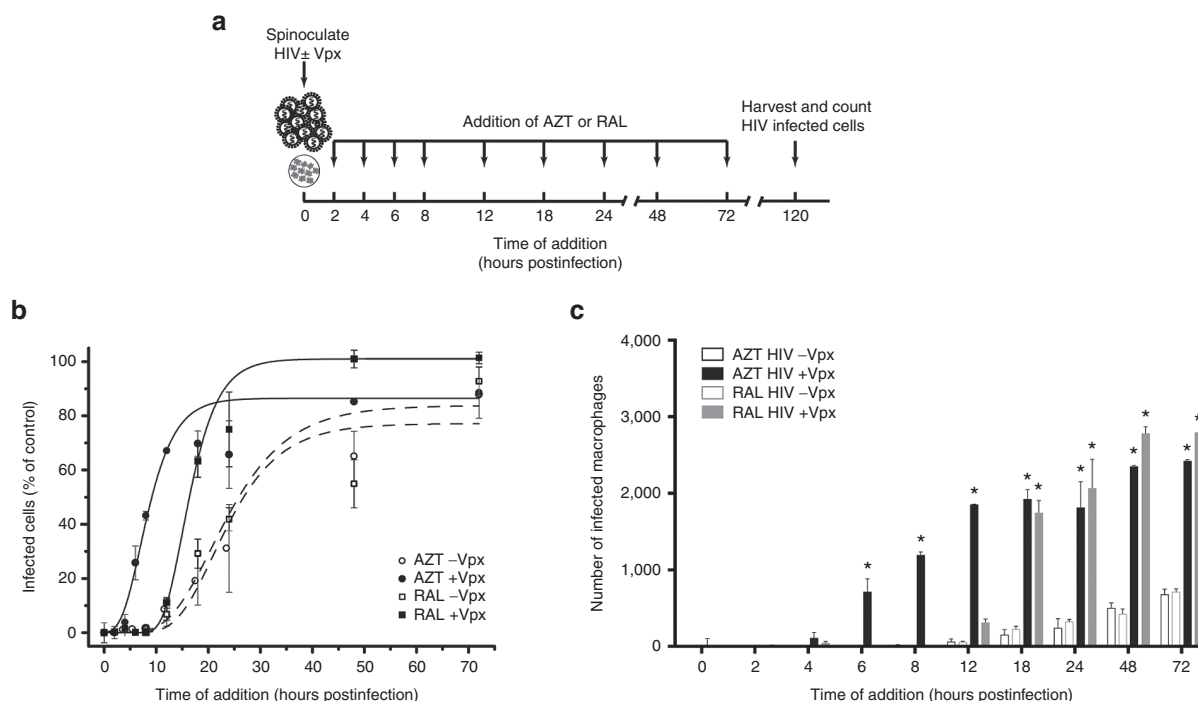 a
Spinoculate
HIV± Vpx
Addition of AZT or RAL
Harvest and count
HIV infected cells
0 2 4 6 8 12 18 24 48 72 120
Time of addition
(hours postinfection)
b
Infected cells (% of control)
100
80
60
40
20
0
AZT –Vpx
AZT +Vpx
RAL –Vpx
RAL +Vpx
0 10 20 30 40 50 60 70
Time of addition (hours postinfection)
c
Number of infected macrophages
4,000
3,000
2,000
1,000
0
AZT HIV –Vpx
AZT HIV +Vpx
RAL HIV –Vpx
RAL HIV +Vpx
* * * * * * * * * * *
0 2 4 6 8 12 18 24 48 72
Time of addition (hours postinfection)